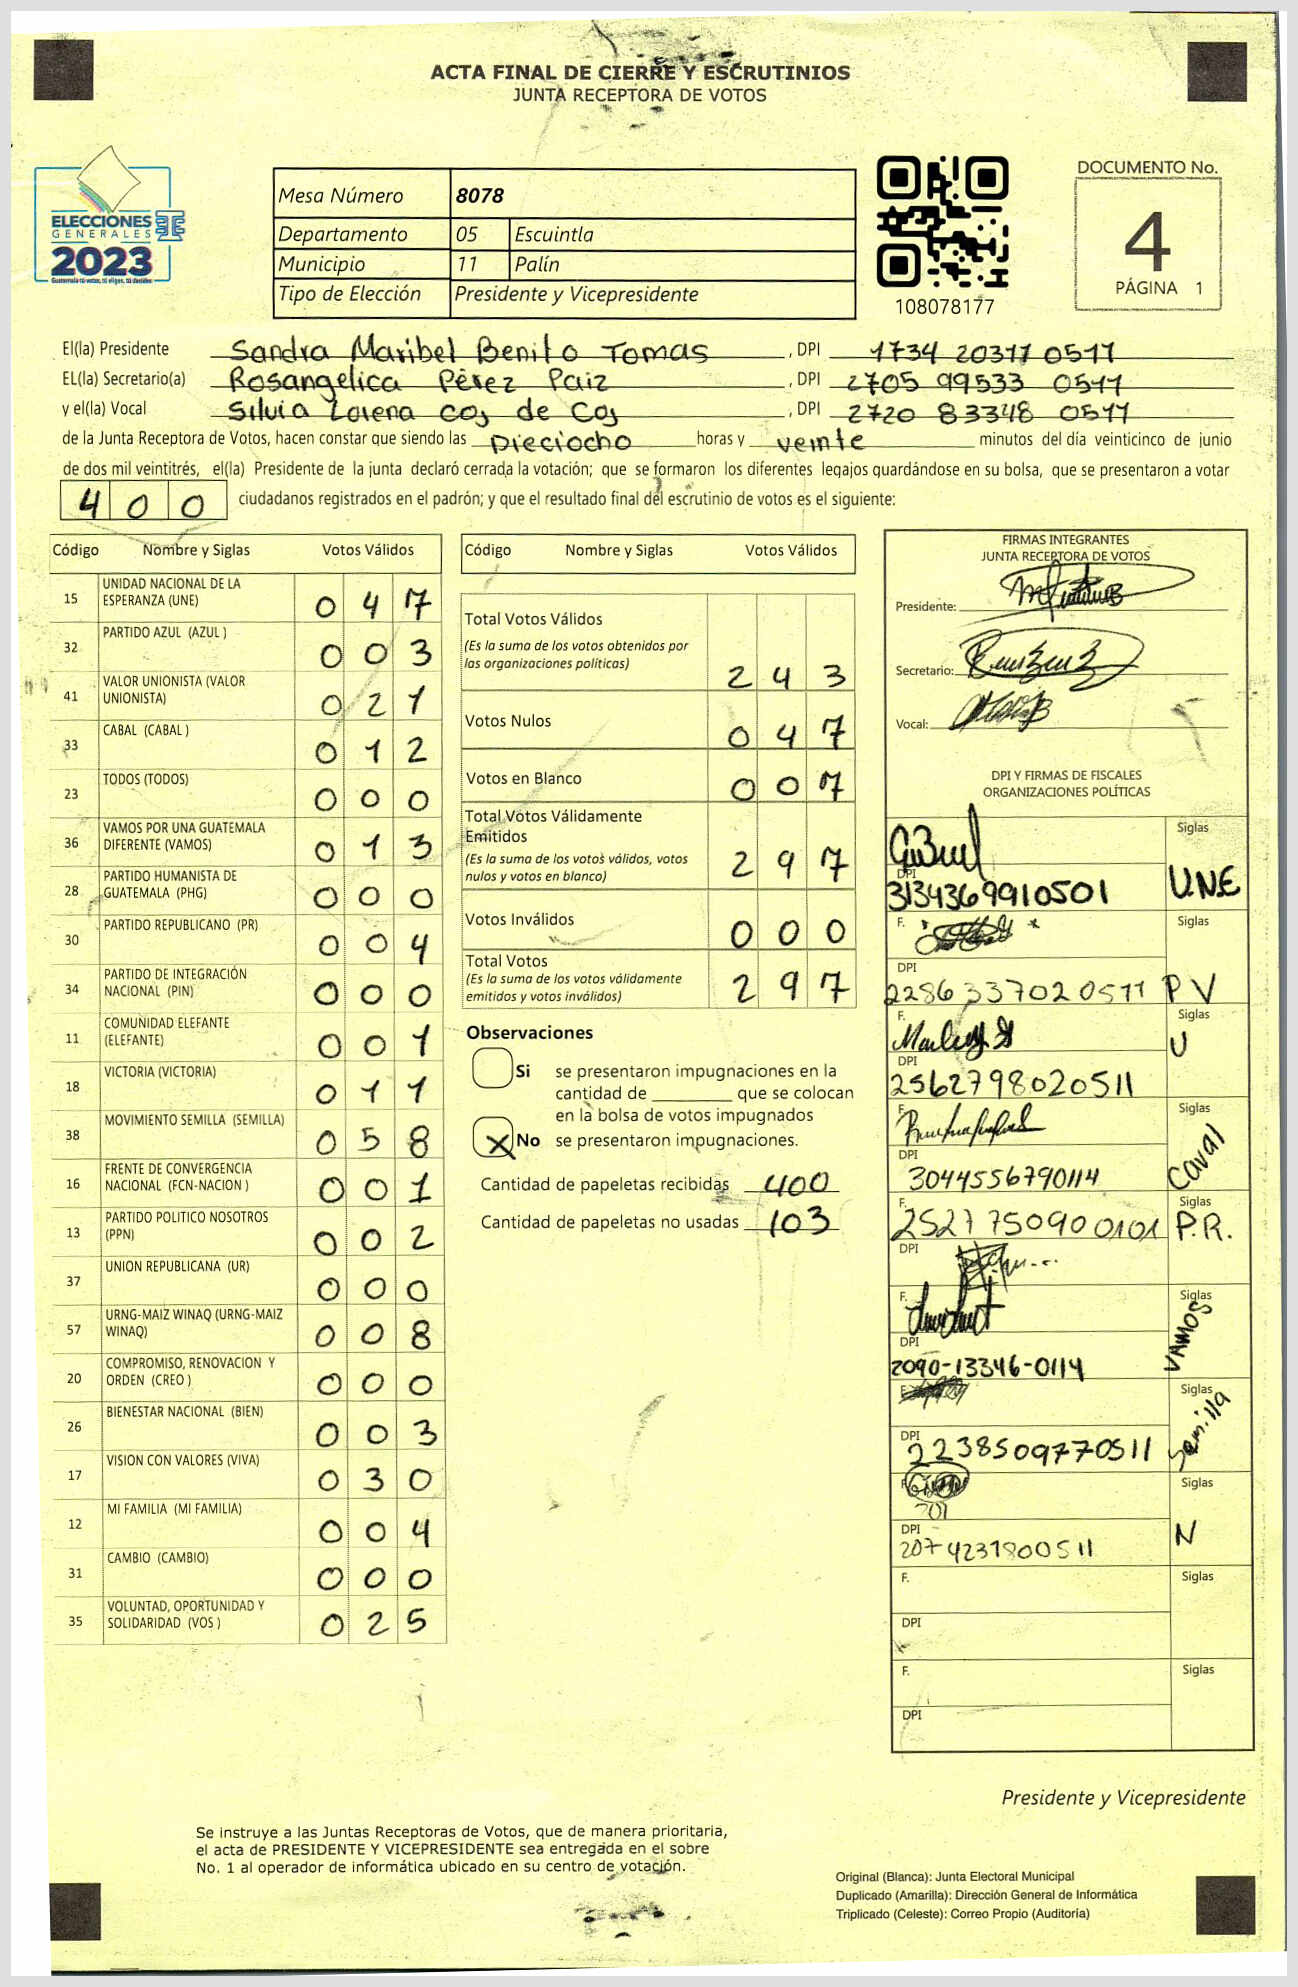 ACTA FINAL DE CIERRE Y ESCRUTINIOS
JUNTA RECEPTORA DE VOTOS
ELECCIONES
GENERALES
2023
Guatemala tú votas, tú eliges, tú decides
Mesa Número 8078
Departamento 05 Escuintla
Municipio 11 Palín
Tipo de Elección Presidente y Vicepresidente
108078177
DOCUMENTO No.
4
PÁGINA 1
El(la) Presidente Sandra Maribel Benito Tomas , DPI 1734 20317 0511
EL(la) Secretario(a) Rosangelica Pérez Paiz , DPI 2705 99533 0511
y el(la) Vocal Silvia Lorena Coj de Coj , DPI 2720 83348 0511
de la Junta Receptora de Votos, hacen constar que siendo las Dieciocho horas y veinte minutos del día veinticinco de junio
de dos mil veintitrés, el(la) Presidente de la junta declaró cerrada la votación; que se formaron los diferentes legajos guardándose en su bolsa, que se presentaron a votar
400 ciudadanos registrados en el padrón; y que el resultado final del escrutinio de votos es el siguiente:
Código Nombre y Siglas Votos Válidos
15 UNIDAD NACIONAL DE LA ESPERANZA (UNE) 0 4 7
32 PARTIDO AZUL (AZUL ) 0 0 3
41 VALOR UNIONISTA (VALOR UNIONISTA) 0 2 1
33 CABAL (CABAL ) 0 1 2
23 TODOS (TODOS) 0 0 0
36 VAMOS POR UNA GUATEMALA DIFERENTE (VAMOS) 0 1 3
28 PARTIDO HUMANISTA DE GUATEMALA (PHG) 0 0 0
30 PARTIDO REPUBLICANO (PR) 0 0 4
34 PARTIDO DE INTEGRACIÓN NACIONAL (PIN) 0 0 0
11 COMUNIDAD ELEFANTE (ELEFANTE) 0 0 1
18 VICTORIA (VICTORIA) 0 1 1
38 MOVIMIENTO SEMILLA (SEMILLA) 0 5 8
16 FRENTE DE CONVERGENCIA NACIONAL (FCN-NACION ) 0 0 1
13 PARTIDO POLITICO NOSOTROS (PPN) 0 0 2
37 UNION REPUBLICANA (UR) 0 0 0
57 URNG-MAIZ WINAQ (URNG-MAIZ WINAQ) 0 0 8
20 COMPROMISO, RENOVACION Y ORDEN (CREO ) 0 0 0
26 BIENESTAR NACIONAL (BIEN) 0 0 3
17 VISION CON VALORES (VIVA) 0 3 0
12 MI FAMILIA (MI FAMILIA) 0 0 4
31 CAMBIO (CAMBIO) 0 0 0
35 VOLUNTAD, OPORTUNIDAD Y SOLIDARIDAD (VOS ) 0 2 5
Código Nombre y Siglas Votos Válidos
Total Votos Válidos
(Es la suma de los votos obtenidos por
las organizaciones políticas) 2 4 3
Votos Nulos 0 4 7
Votos en Blanco 0 0 7
Total Votos Válidamente
Emitidos
(Es la suma de los votos válidos, votos
nulos y votos en blanco) 2 9 7
Votos Inválidos 0 0 0
Total Votos
(Es la suma de los votos válidamente
emitidos y votos inválidos) 2 9 7
Observaciones
Si se presentaron impugnaciones en la
cantidad de ________ que se colocan
en la bolsa de votos impugnados
X No se presentaron impugnaciones.
Cantidad de papeletas recibidas 400
Cantidad de papeletas no usadas 103
FIRMAS INTEGRANTES
JUNTA RECEPTORA DE VOTOS
Presidente:
Secretario:
Vocal:
DPI Y FIRMAS DE FISCALES
ORGANIZACIONES POLÍTICAS
Siglas
DPI
3134369910501 U.N.E
F. Siglas
DPI
2286 33702 0511 P V
F. Siglas
U
DPI
2562798020511
F. Siglas
Caval
DPI
3044556790114
F. Siglas
2527 75090 0101 P.R.
DPI
F. Siglas
VAMOS
DPI
2090-13346-0114
F. Siglas
Semilla
DPI
2238509770511
F. Siglas
N
DPI
2074231800511
F. Siglas
DPI
F. Siglas
DPI
Presidente y Vicepresidente
Se instruye a las Juntas Receptoras de Votos, que de manera prioritaria,
el acta de PRESIDENTE Y VICEPRESIDENTE sea entregada en el sobre
No. 1 al operador de informática ubicado en su centro de votación.
Original (Blanca): Junta Electoral Municipal
Duplicado (Amarilla): Dirección General de Informática
Triplicado (Celeste): Correo Propio (Auditoría)